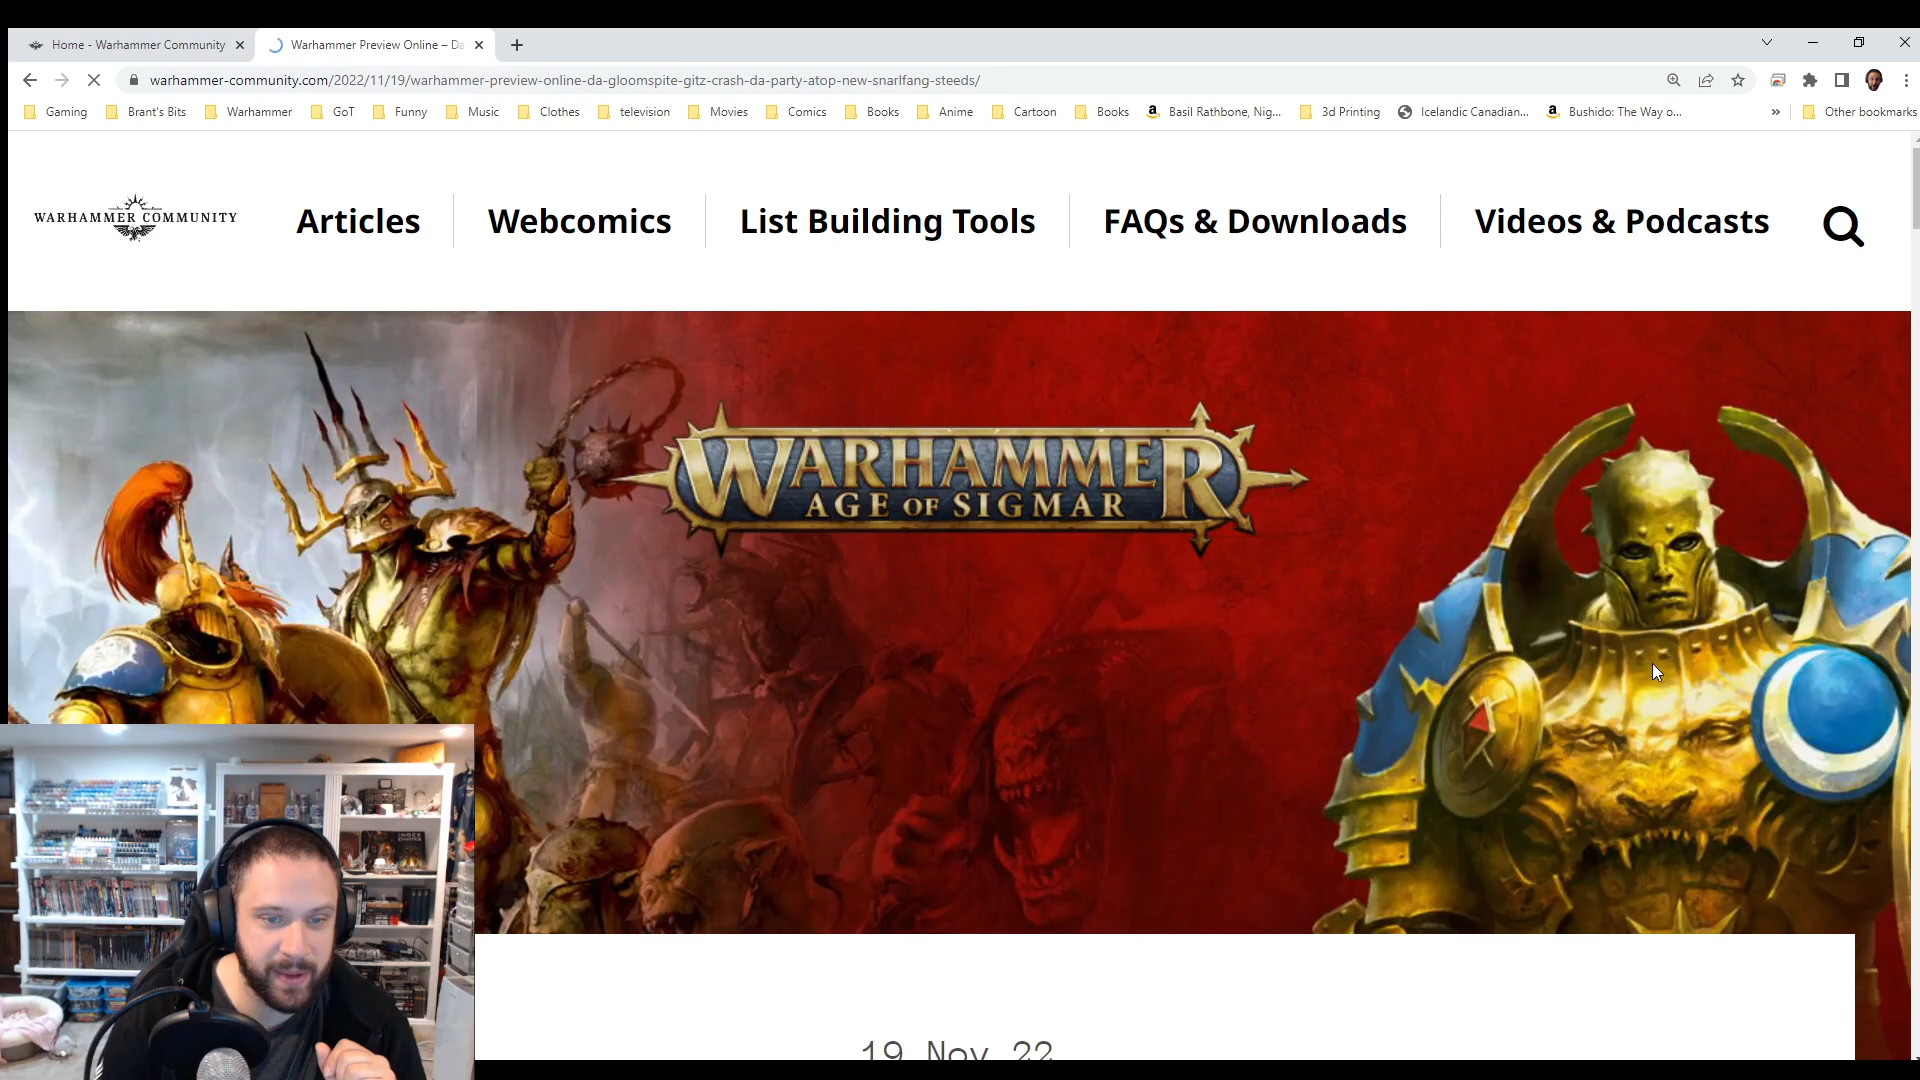 Home - Warhammer Community
Warhammer Preview Online – Da
warhammer-community.com/2022/11/19/warhammer-preview-online-da-gloomspite-gitz-crash-da-party-atop-new-snarlfang-steeds/
Gaming Brant's Bits Warhammer GoT Funny Music Clothes television Movies Comics Books Anime Cartoon Books Basil Rathbone, Nig... 3d Printing Icelandic Canadian... Bushido: The Way o... » Other bookmarks
WARHAMMER COMMUNITY
Articles Webcomics List Building Tools FAQs & Downloads Videos & Podcasts
WARHAMMER
AGE OF SIGMAR
INDEX
19 Nov 22